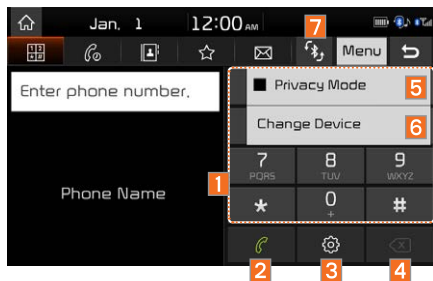 Jan. 1 12:00 AM
7
Menu
Enter phone number.
Privacy Mode 5
Change Device 6
7 8 9
PQRS TUV WXYZ
1
Phone Name
* 0 #
+
2 3 4